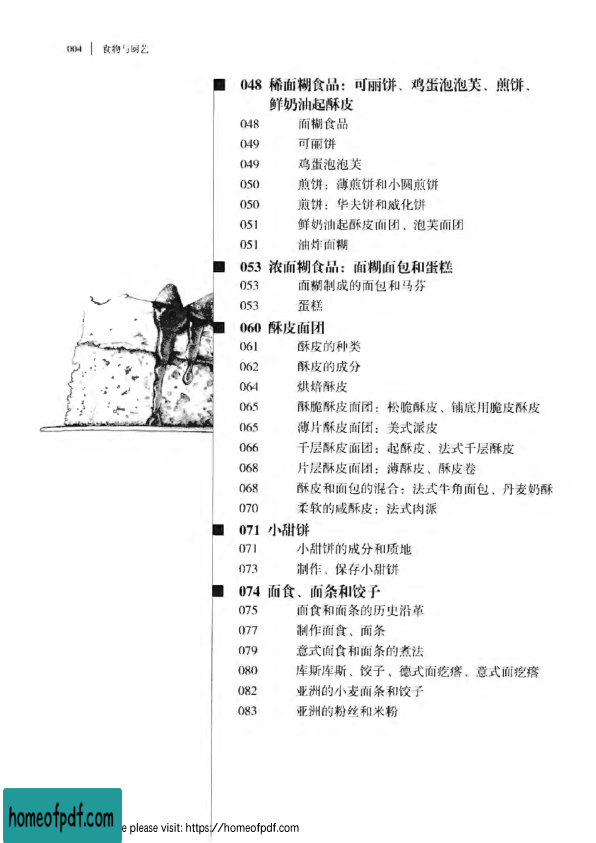 004 | 食物与厨艺
048 稀面糊食品：可丽饼、鸡蛋泡泡芙、煎饼、
鲜奶油起酥皮
048 面糊食品
049 可丽饼
049 鸡蛋泡泡芙
050 煎饼：薄煎饼和小圆煎饼
050 煎饼：华夫饼和威化饼
051 鲜奶油起酥皮面团、泡芙面团
051 油炸面糊
053 浓面糊食品：面糊面包和蛋糕
053 面糊制成的面包和马芬
053 蛋糕
060 酥皮面团
061 酥皮的种类
062 酥皮的成分
064 烘焙酥皮
065 酥脆酥皮面团：松脆酥皮、铺底用脆皮酥皮
065 薄片酥皮面团：美式派皮
066 千层酥皮面团：起酥皮、法式千层酥皮
068 片层酥皮面团：薄酥皮、酥皮卷
068 酥皮和面包的混合：法式牛角面包、丹麦奶酥
070 柔软的咸酥皮：法式肉派
071 小甜饼
071 小甜饼的成分和质地
073 制作、保存小甜饼
074 面食、面条和饺子
075 面食和面条的历史沿革
077 制作面食、面条
079 意式面食和面条的煮法
080 库斯库斯、饺子、德式面疙瘩、意式面疙瘩
082 亚洲的小麦面条和饺子
083 亚洲的粉丝和米粉
homeofpdf.com
e please visit: https://homeofpdf.com